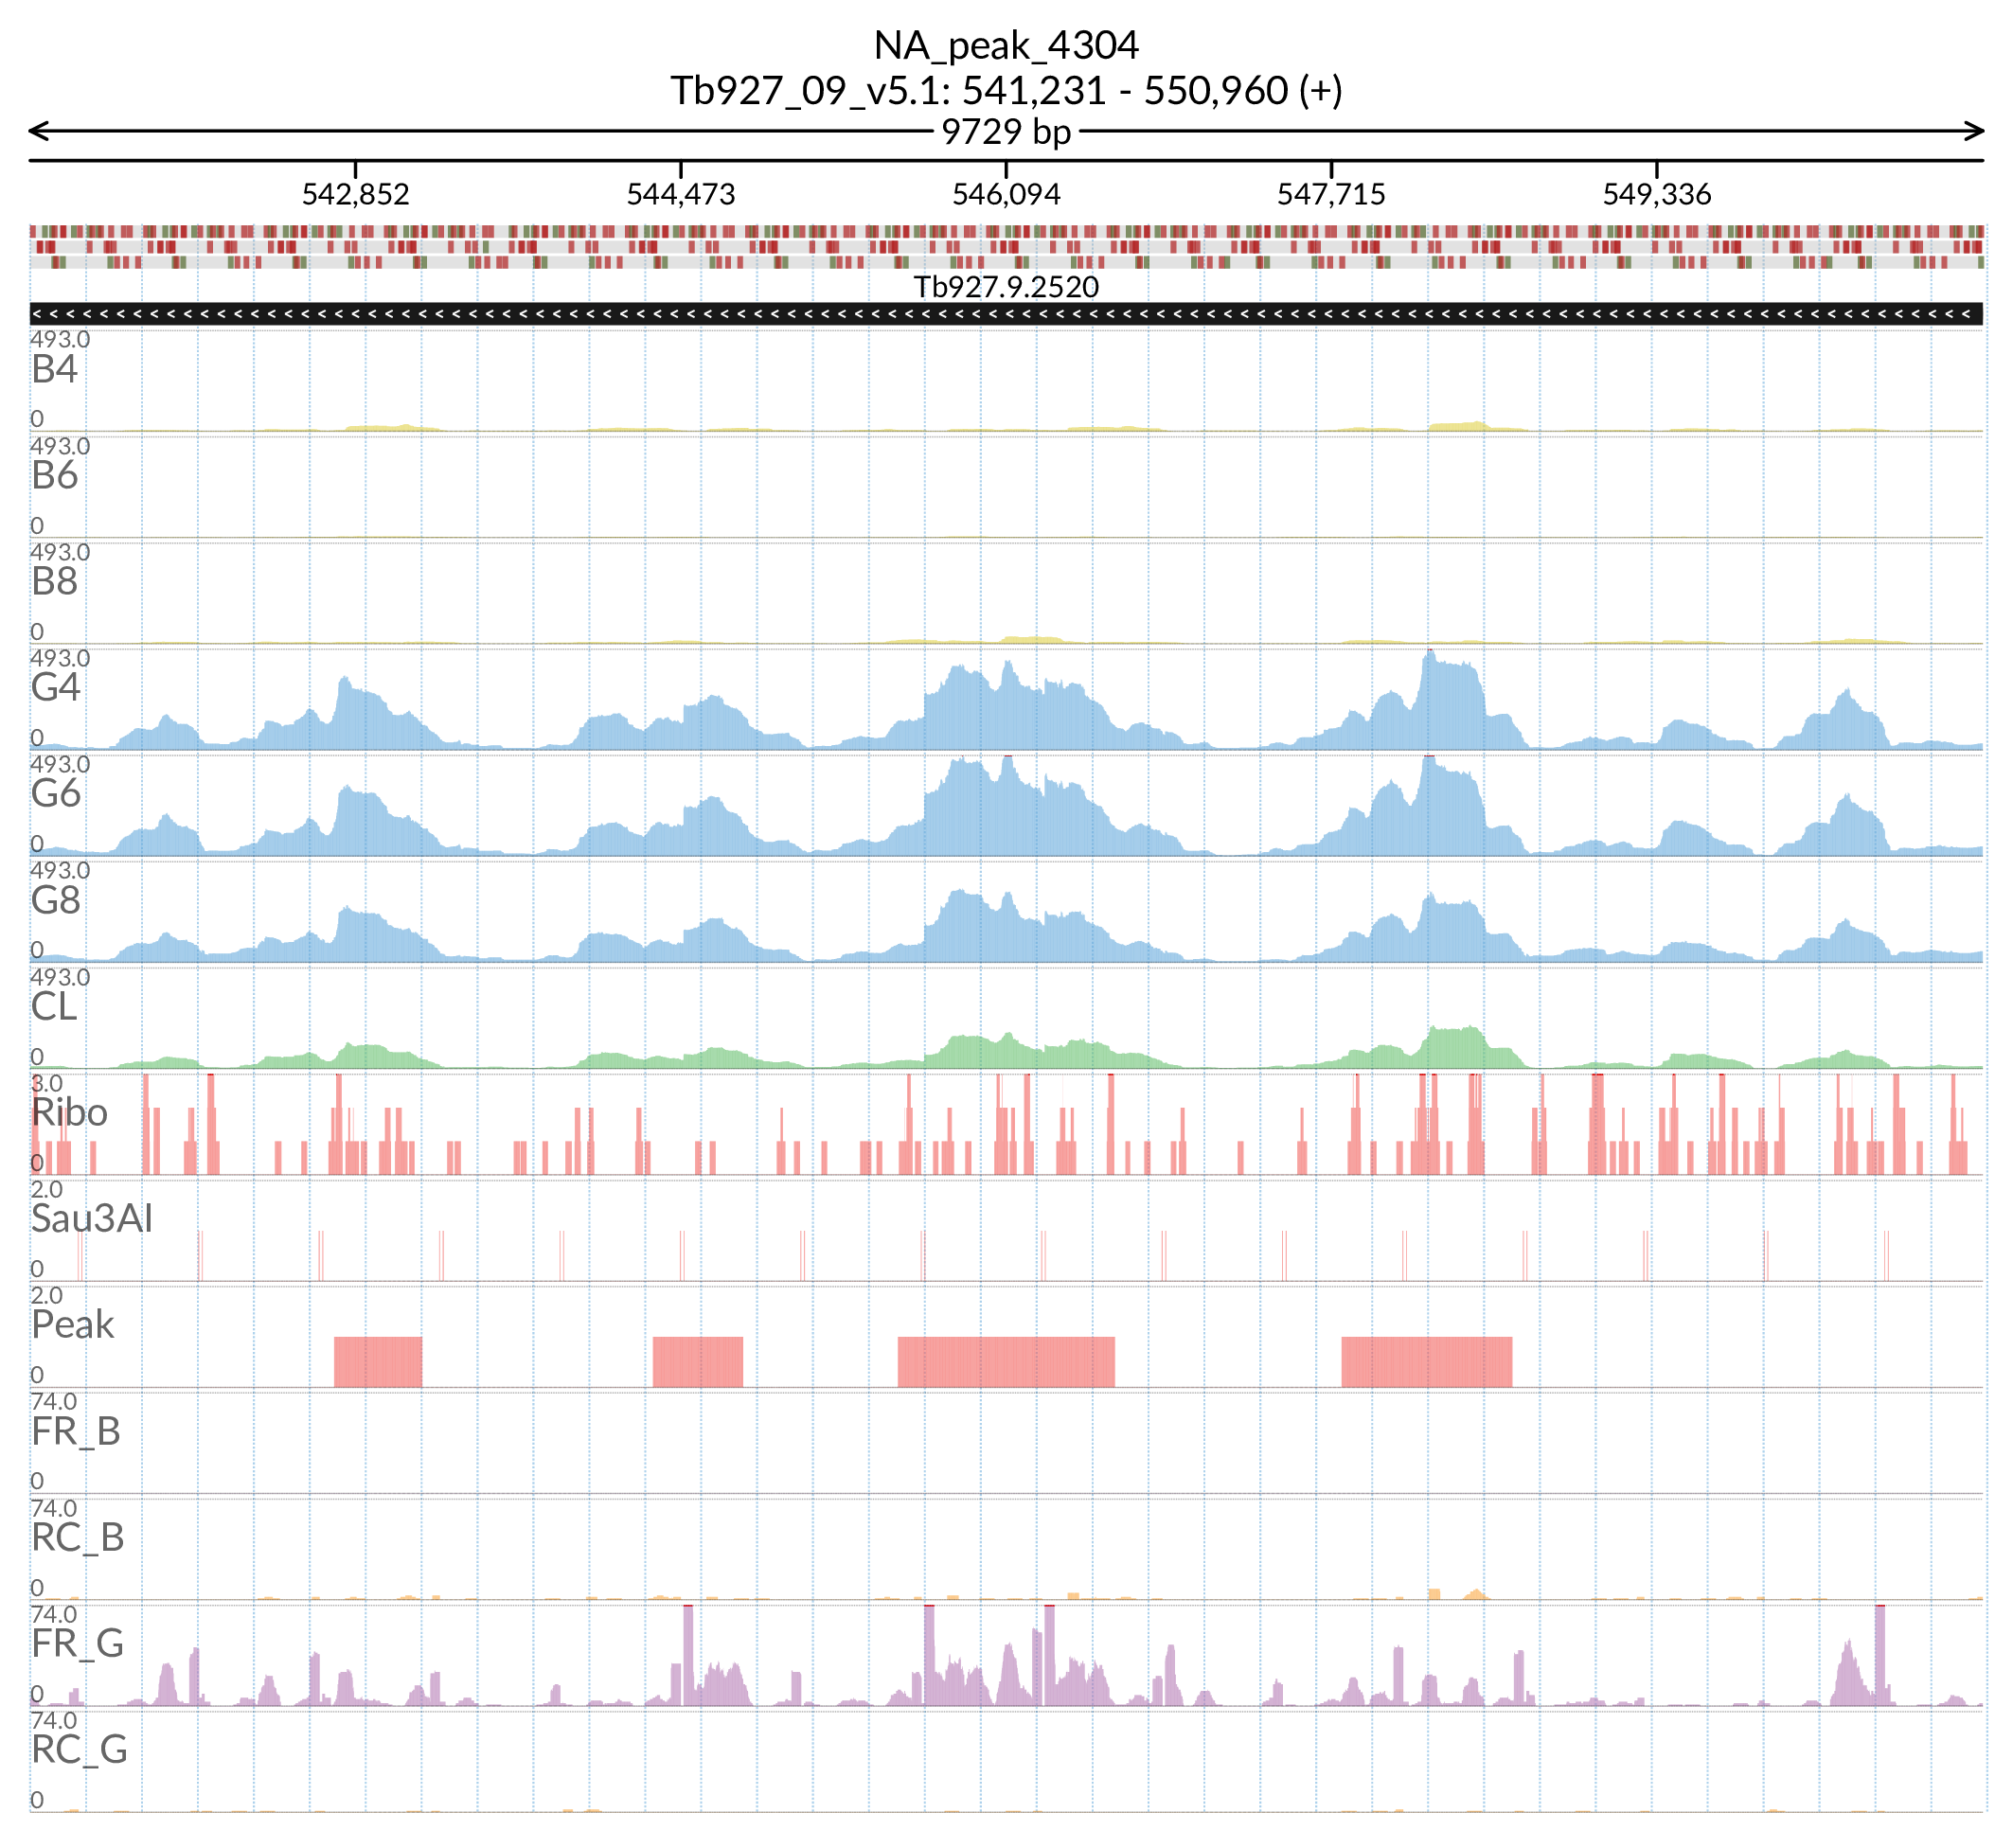 NA_peak_4304
Tb927_09_v5.1: 541,231 - 550,960 (+)
9729 bp
542,852 544,473 546,094 547,715 549,336
Tb927.9.2520
493.0
B4
0
493.0
B6
0
493.0
B8
0
493.0
G4
0
493.0
G6
0
493.0
G8
0
493.0
CL
0
3.0
Ribo
0
2.0
Sau3AI
0
2.0
Peak
0
74.0
FR_B
0
74.0
RC_B
0
74.0
FR_G
0
74.0
RC_G
0